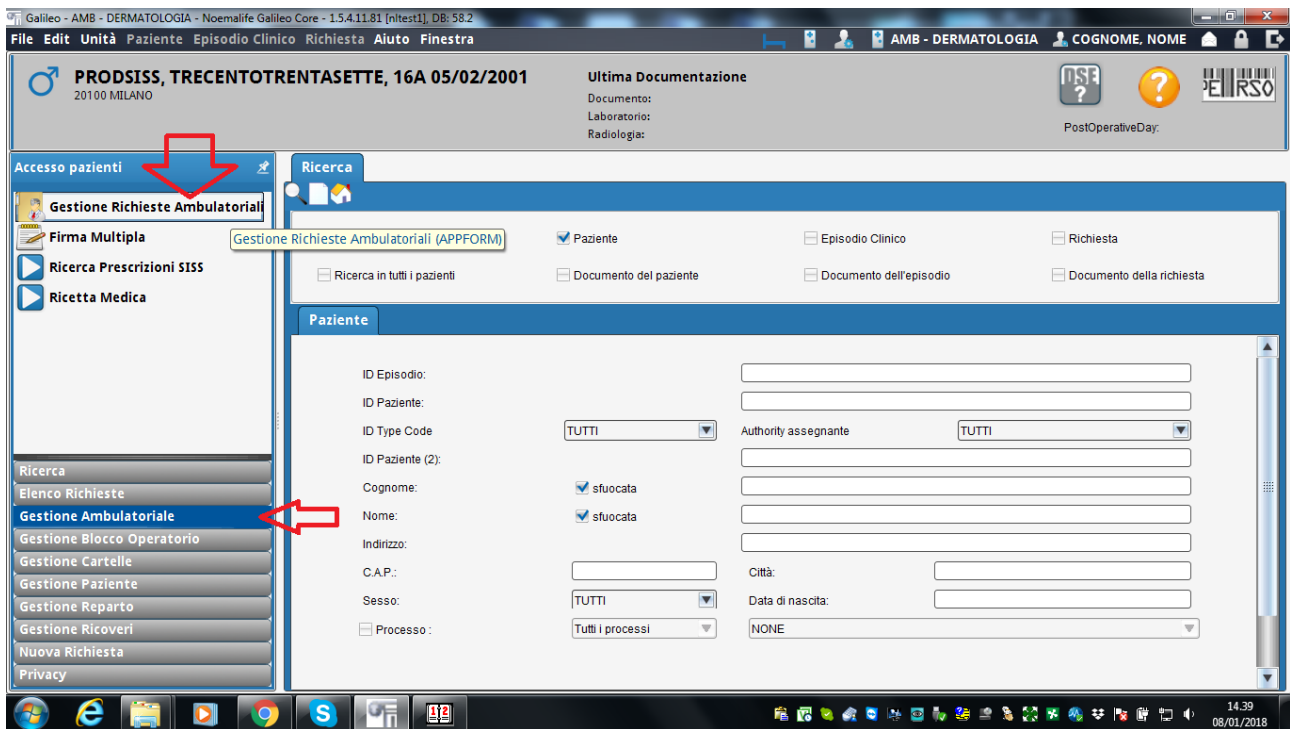 Galileo - AMB - DERMATOLOGIA - Noemalife Galileo Core - 1.5.4.11.81 [nltest1], DB: 58.2
File Edit Unità Paziente Episodio Clinico Richiesta Aiuto Finestra AMB - DERMATOLOGIA COGNOME, NOME
PRODSISS, TRECENTOTRENTASETTE, 16A 05/02/2001
20100 MILANO
Ultima Documentazione
Documento:
Laboratorio:
Radiologia:
DSE
?
?
PostOperativeDay:
Accesso pazienti
Gestione Richieste Ambulatoriali
Firma Multipla
Ricerca Prescrizioni SISS
Ricetta Medica
Gestione Richieste Ambulatoriali (APPFORM)
Ricerca
Elenco Richieste
Gestione Ambulatoriale
Gestione Blocco Operatorio
Gestione Cartelle
Gestione Paziente
Gestione Reparto
Gestione Ricoveri
Nuova Richiesta
Privacy
Ricerca
Paziente Episodio Clinico Richiesta
Ricerca in tutti i pazienti Documento del paziente Documento dell'episodio Documento della richiesta
Paziente
ID Episodio:
ID Paziente:
ID Type Code TUTTI Authority assegnante TUTTI
ID Paziente (2):
Cognome: sfuocata
Nome: sfuocata
Indirizzo:
C.A.P.: Città:
Sesso: TUTTI Data di nascita:
Processo : Tutti i processi NONE
14.39
08/01/2018